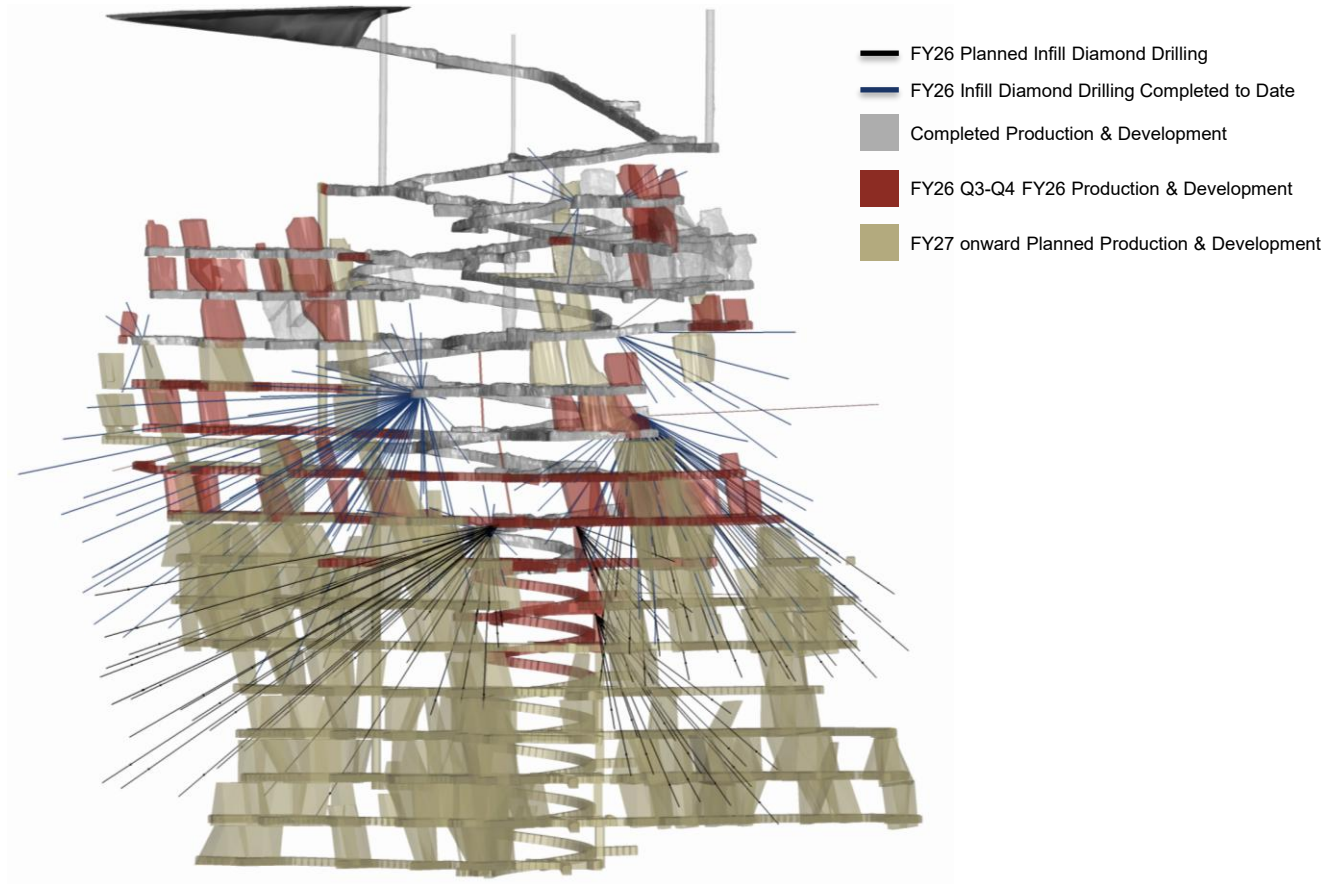 FY26 Planned Infill Diamond Drilling
FY26 Infill Diamond Drilling Completed to Date
Completed Production & Development
FY26 Q3-Q4 FY26 Production & Development
FY27 onward Planned Production & Development